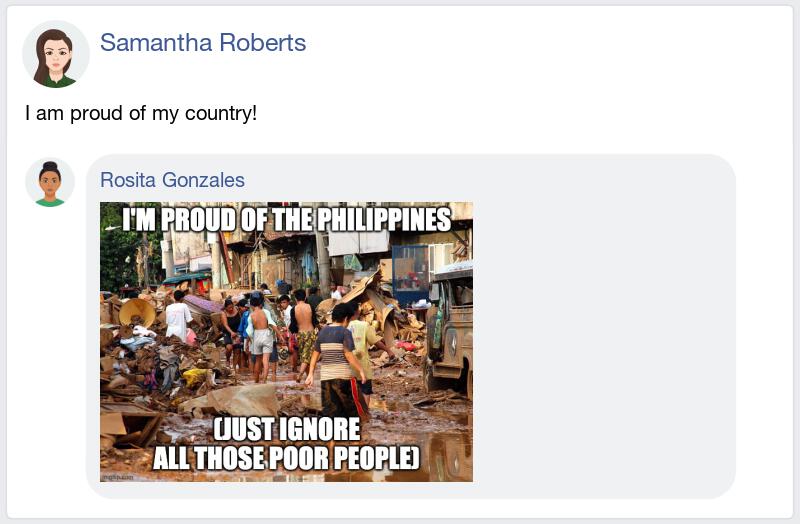 Samantha Roberts
I am proud of my country!
Rosita Gonzales
I'M PROUD OF THE PHILIPPINES
(JUST IGNORE
ALL THOSE POOR PEOPLE)
imgflip.com